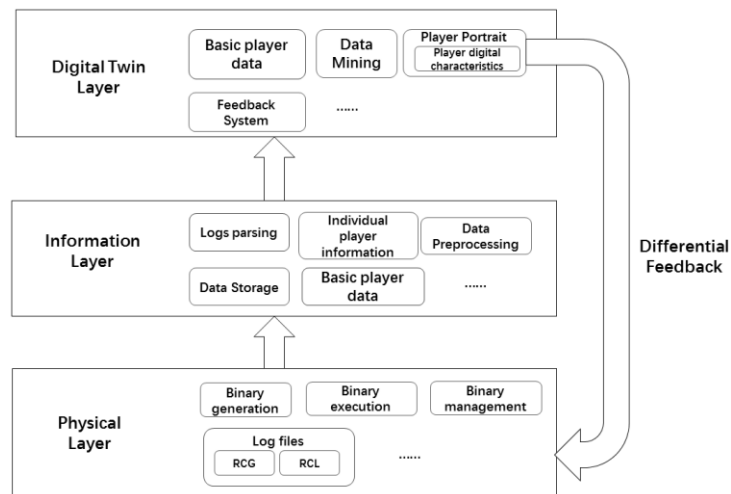 Digital Twin
Layer
Basic player
data
Data
Mining
Player Portrait
Player digital
characteristics
Feedback
System
......
Information
Layer
Logs parsing
Individual
player
information
Data
Preprocessing
Data Storage
Basic player
data
......
Differential
Feedback
Physical
Layer
Binary
generation
Binary
execution
Binary
management
Log files
RCG
RCL
......